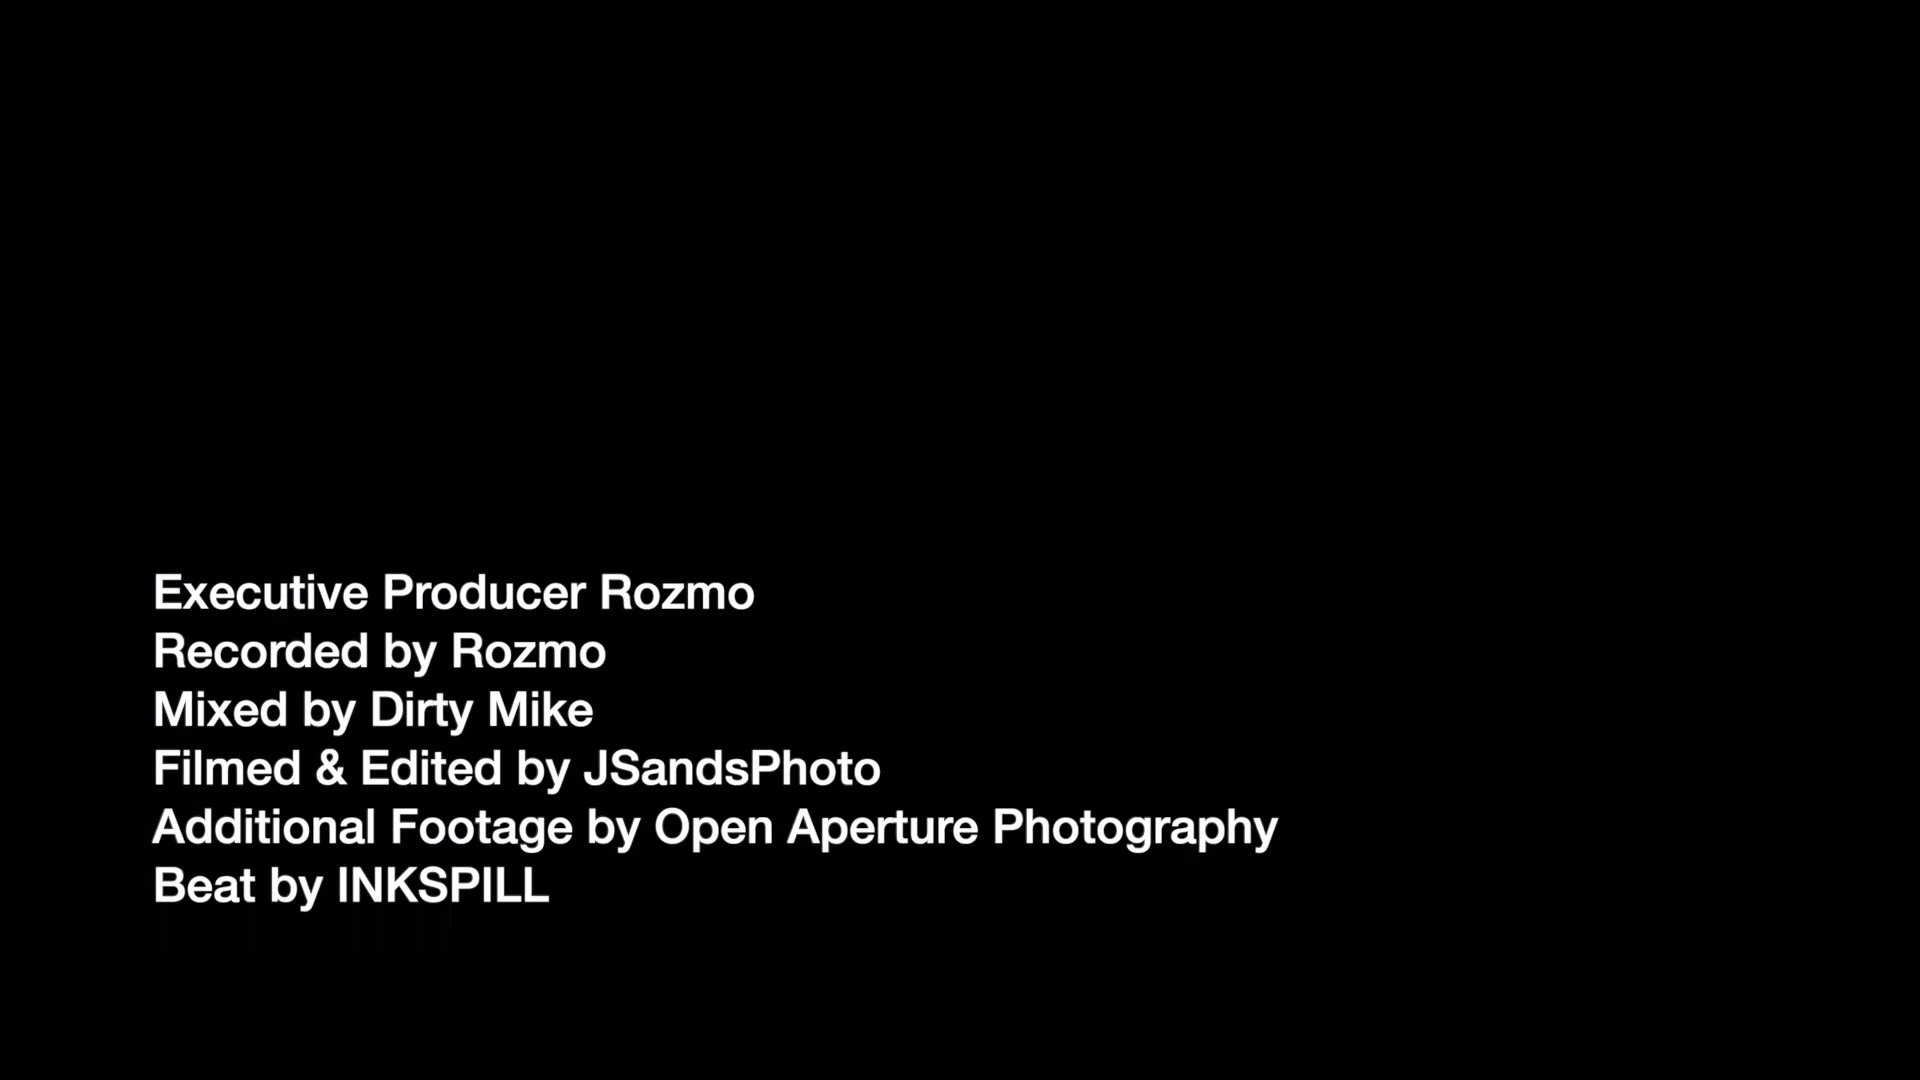 Executive Producer Rozmo
Recorded by Rozmo
Mixed by Dirty Mike
Filmed & Edited by JSandsPhoto
Additional Footage by Open Aperture Photography
Beat by INKSPILL